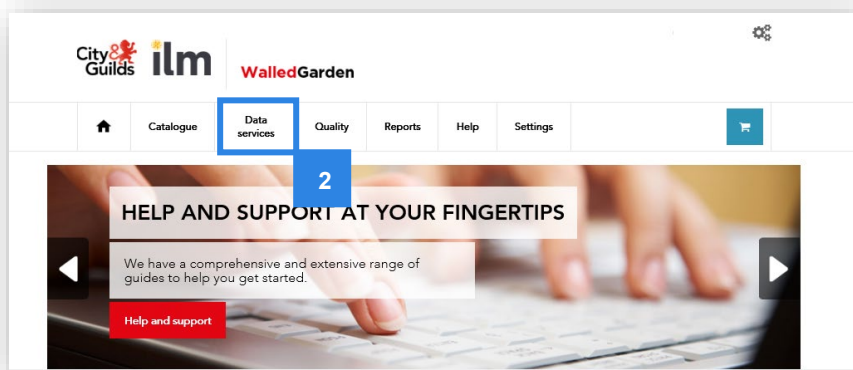 City& Guilds ilm WalledGarden
Catalogue
Data services
Quality
Reports
Help
Settings
2
HELP AND SUPPORT AT YOUR FINGERTIPS
We have a comprehensive and extensive range of
guides to help you get started.
Help and support